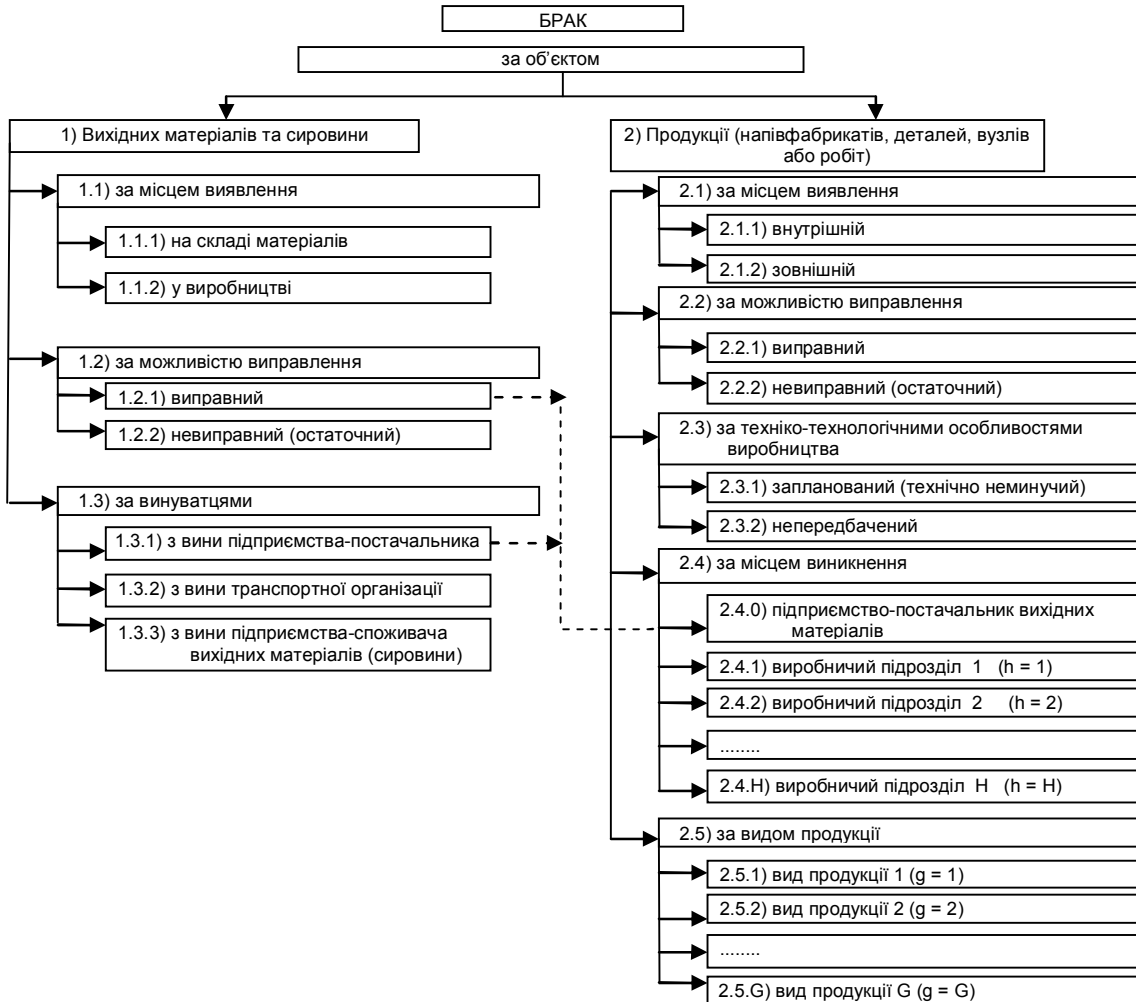 БРАК
за об’єктом
1) Вихідних матеріалів та сировини
1.1) за місцем виявлення
1.1.1) на складі матеріалів
1.1.2) у виробництві
1.2) за можливістю виправлення
1.2.1) виправний
1.2.2) невиправний (остаточний)
1.3) за винуватцями
1.3.1) з вини підприємства-постачальника
1.3.2) з вини транспортної організації
1.3.3) з вини підприємства-споживача
вихідних матеріалів (сировини)
2) Продукції (напівфабрикатів, деталей, вузлів
або робіт)
2.1) за місцем виявлення
2.1.1) внутрішній
2.1.2) зовнішній
2.2) за можливістю виправлення
2.2.1) виправний
2.2.2) невиправний (остаточний)
2.3) за техніко-технологічними особливостями
виробництва
2.3.1) запланований (технічно неминучий)
2.3.2) непередбачений
2.4) за місцем виникнення
2.4.0) підприємство-постачальник вихідних
матеріалів
2.4.1) виробничий підрозділ 1 (h = 1)
2.4.2) виробничий підрозділ 2 (h = 2)
........
2.4.H) виробничий підрозділ H (h = H)
2.5) за видом продукції
2.5.1) вид продукції 1 (g = 1)
2.5.2) вид продукції 2 (g = 2)
........
2.5.G) вид продукції G (g = G)